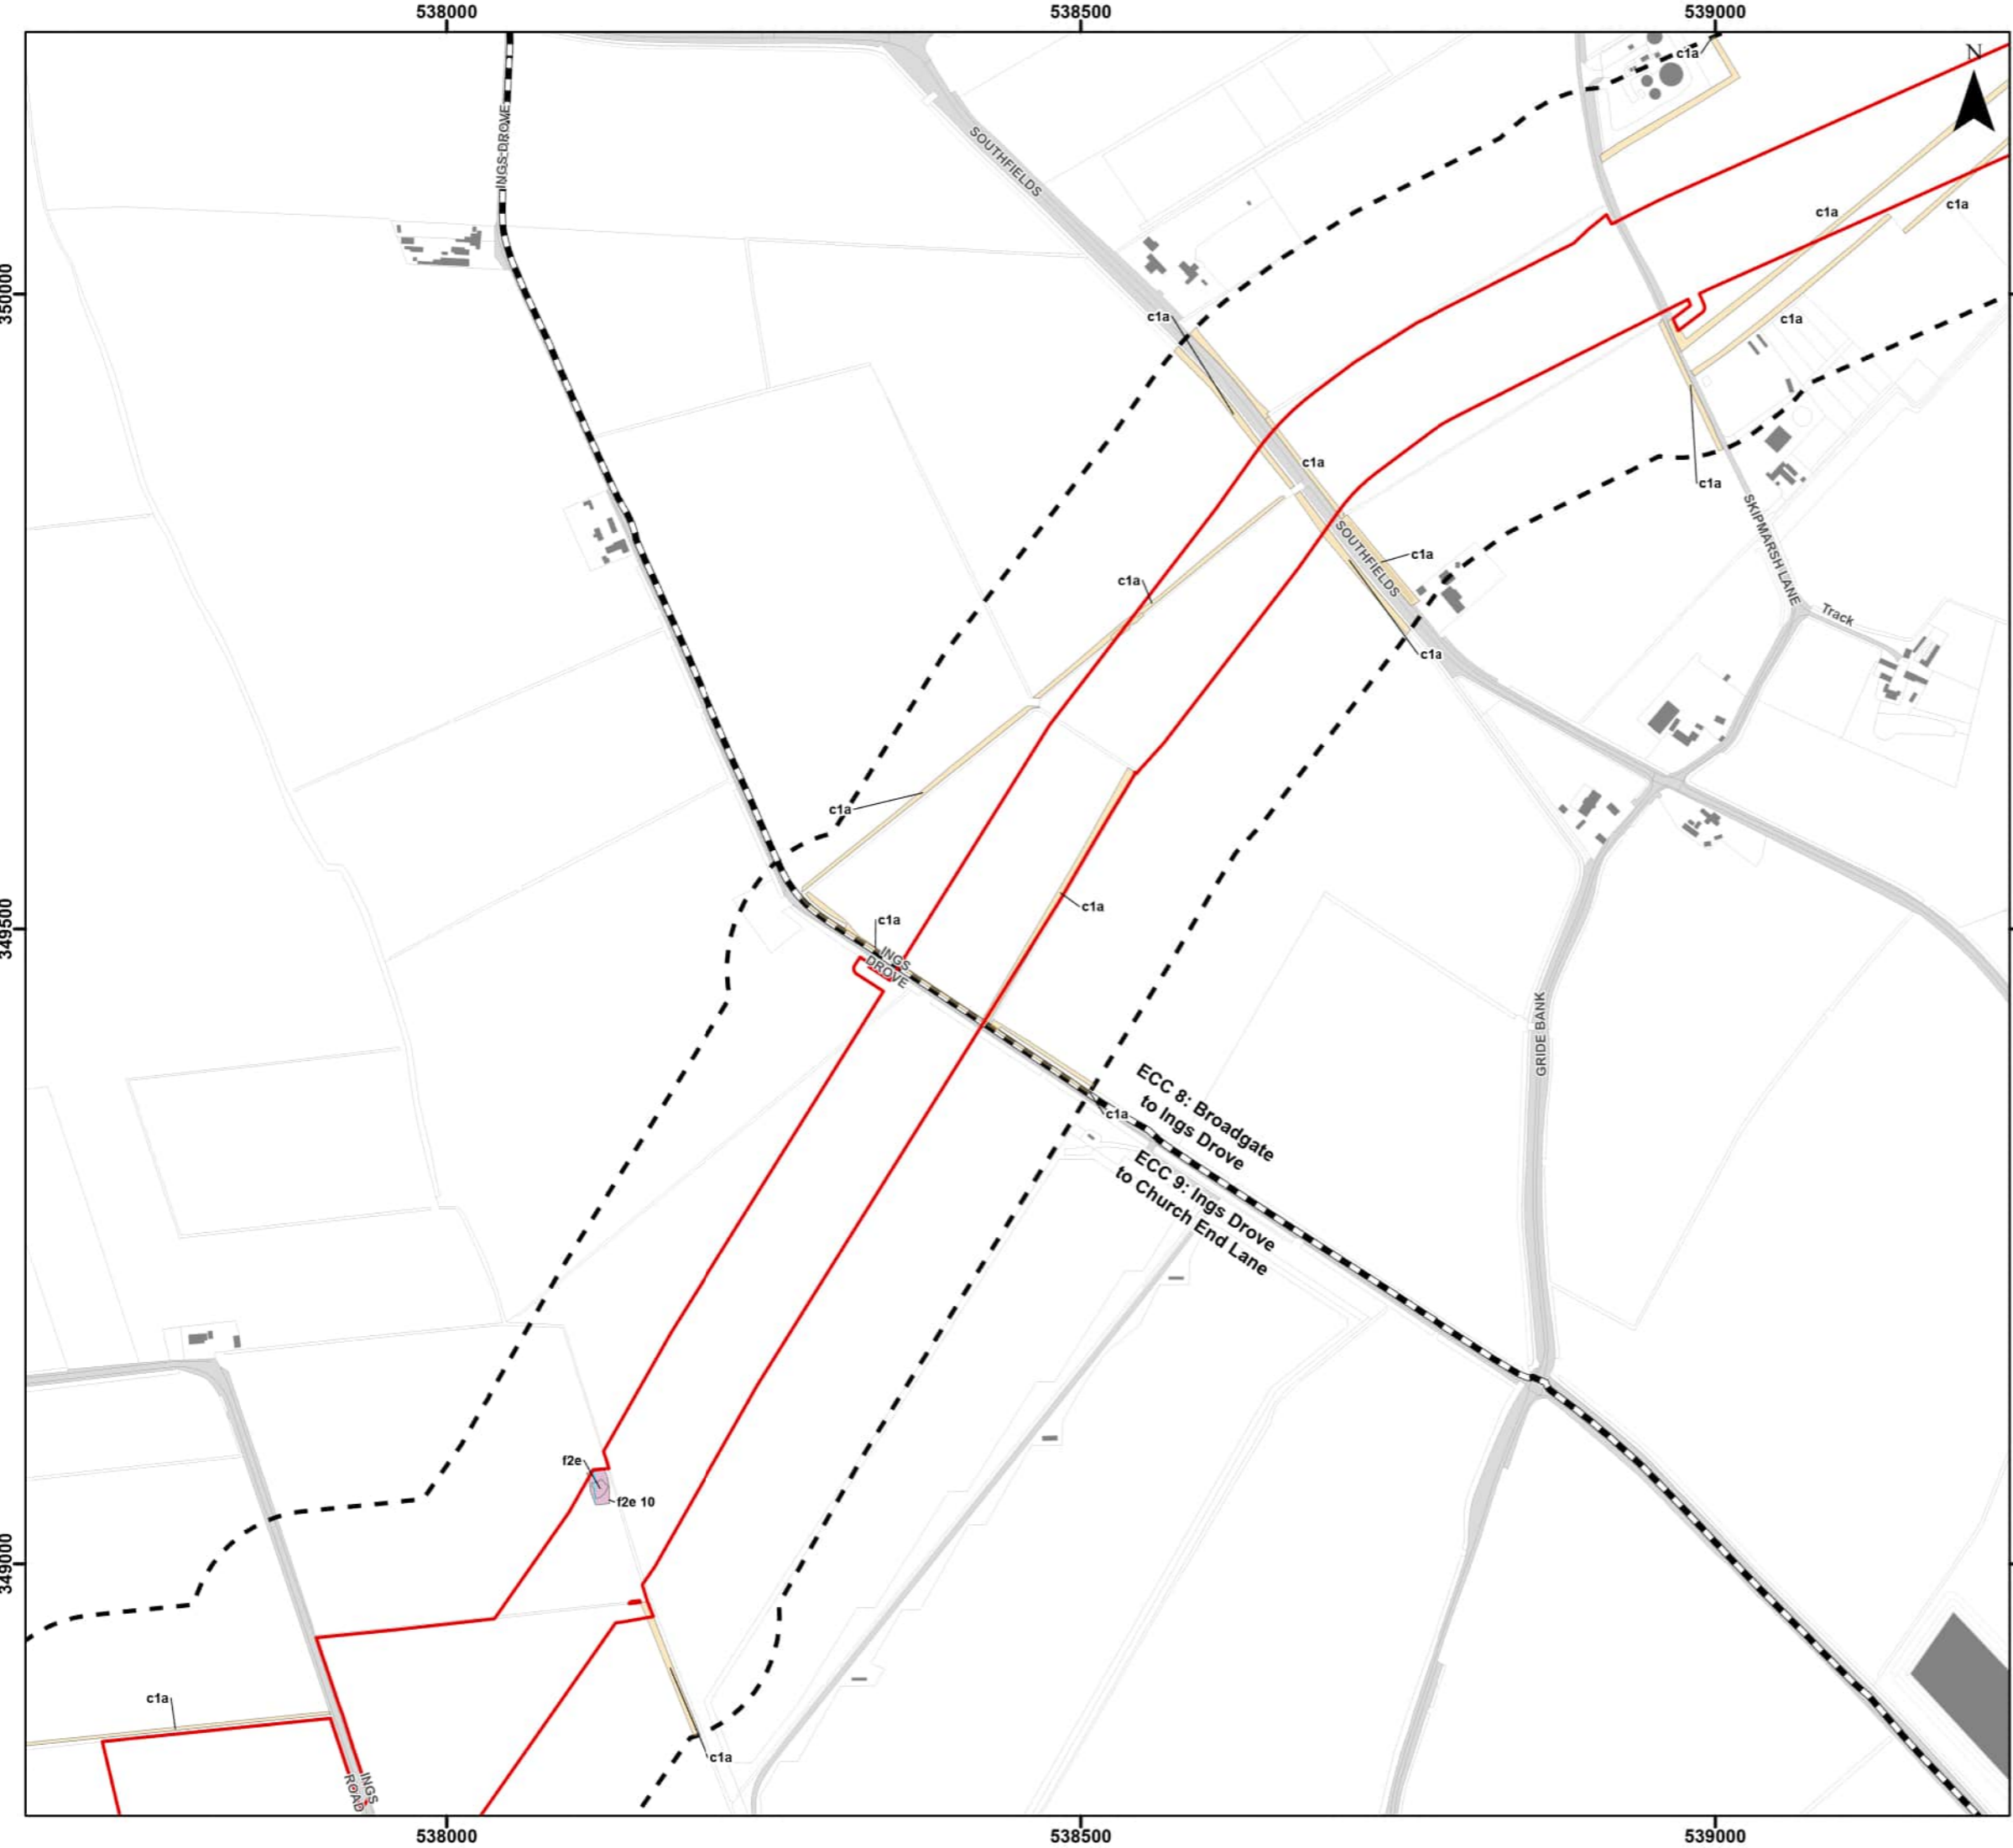 538000
538500
539000
c1a
N
INGS DROVE
SOUTHFIELDS
c1a
c1a
350000
c1a
c1a
c1a
c1a
SKIPMARSH LANE
SOUTHFIELDS
c1a
c1a
Track
c1a
c1a
c1a
c1a
349500
INGS
DROVE
GRIDE BANK
c1a
ECC 8: Broadgate
to Ings Drove
ECC 9: Ings Drove
to Church End Lane
f2e
f2e 10
349000
c1a
c1a
INGS
ROAD
538000
538500
539000